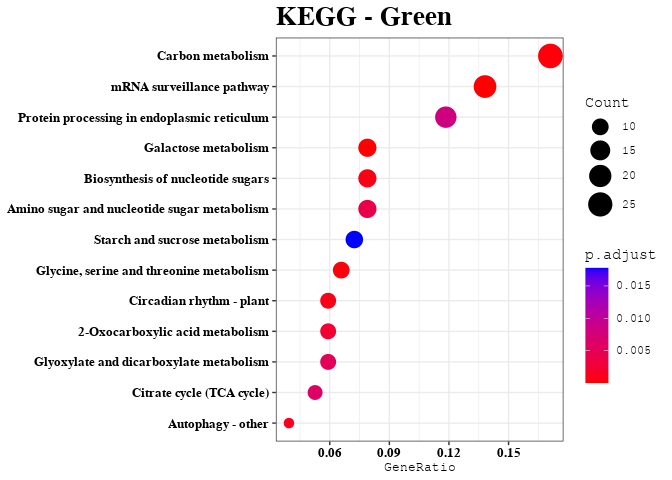 KEGG - Green
Carbon metabolism
mRNA surveillance pathway
Protein processing in endoplasmic reticulum
Galactose metabolism
Biosynthesis of nucleotide sugars
Amino sugar and nucleotide sugar metabolism
Starch and sucrose metabolism
Glycine, serine and threonine metabolism
Circadian rhythm - plant
2-Oxocarboxylic acid metabolism
Glyoxylate and dicarboxylate metabolism
Citrate cycle (TCA cycle)
Autophagy - other
0.06 0.09 0.12 0.15
GeneRatio
Count
10
15
20
25
p.adjust
0.015
0.010
0.005